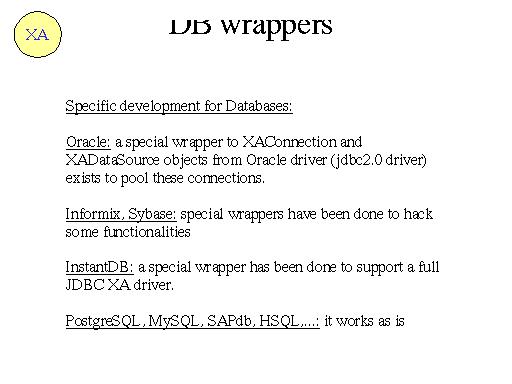 XA
DB wrappers
Specific development for Databases:
Oracle: a special wrapper to XAConnection and
XADataSource objects from Oracle driver (jdbc2.0 driver)
exists to pool these connections.
Informix, Sybase: special wrappers have been done to hack
some functionalities
InstantDB: a special wrapper has been done to support a full
JDBC XA driver.
PostgreSQL, MySQL, SAPdb, HSQL,...: it works as is